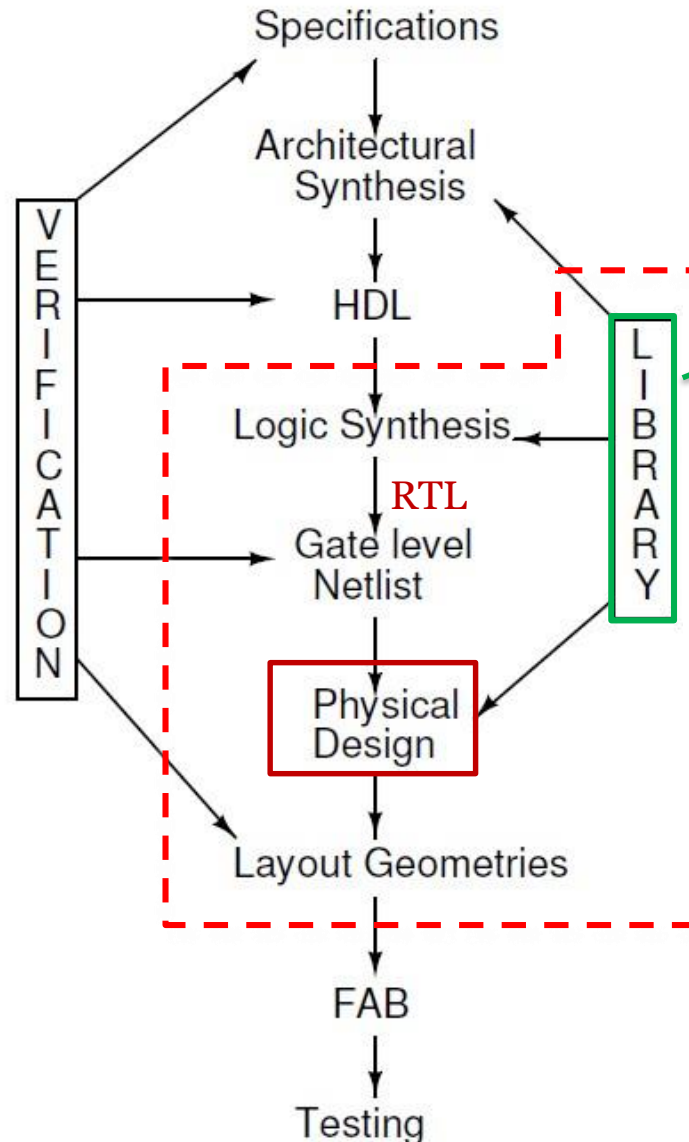 Specifications
Architectural
Synthesis
VERIFICATION
HDL
LIBRARY
Logic Synthesis
RTL
Gate level
Netlist
Physical
Design
Layout Geometries
FAB
Testing